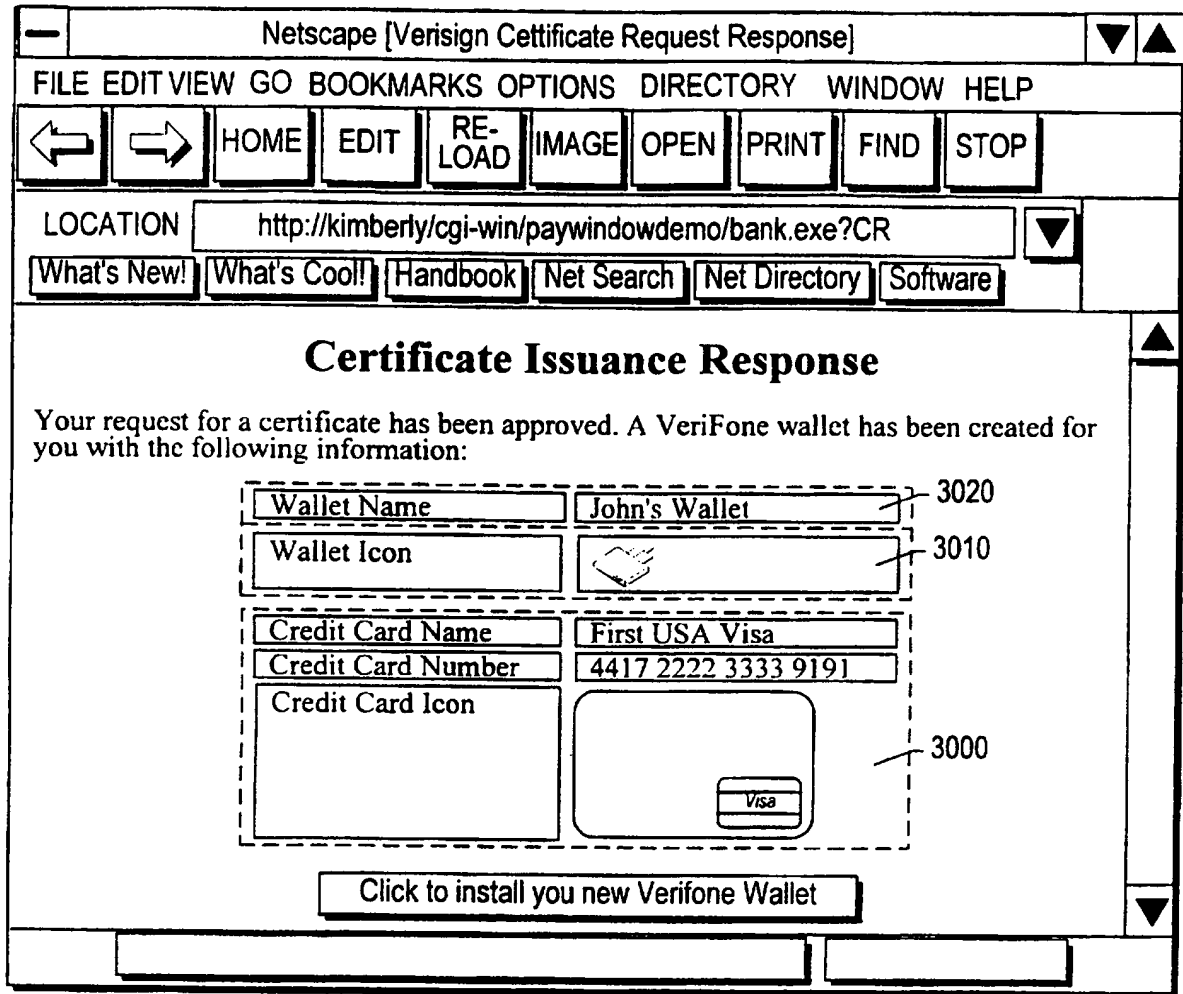 Netscape [Verisign Cettificate Request Response]
FILE EDIT VIEW GO BOOKMARKS OPTIONS DIRECTORY WINDOW HELP
HOME EDIT RE-LOAD IMAGE OPEN PRINT FIND STOP
LOCATION http://kimberly/cgi-win/paywindowdemo/bank.exe?CR
What's New! What's Cool! Handbook Net Search Net Directory Software
Certificate Issuance Response
Your request for a certificate has been approved. A VeriFone wallet has been created for
you with the following information:
Wallet Name John's Wallet 3020
Wallet Icon 3010
Credit Card Name First USA Visa
Credit Card Number 4417 2222 3333 9191
Credit Card Icon
3000
Visa
Click to install you new Verifone Wallet